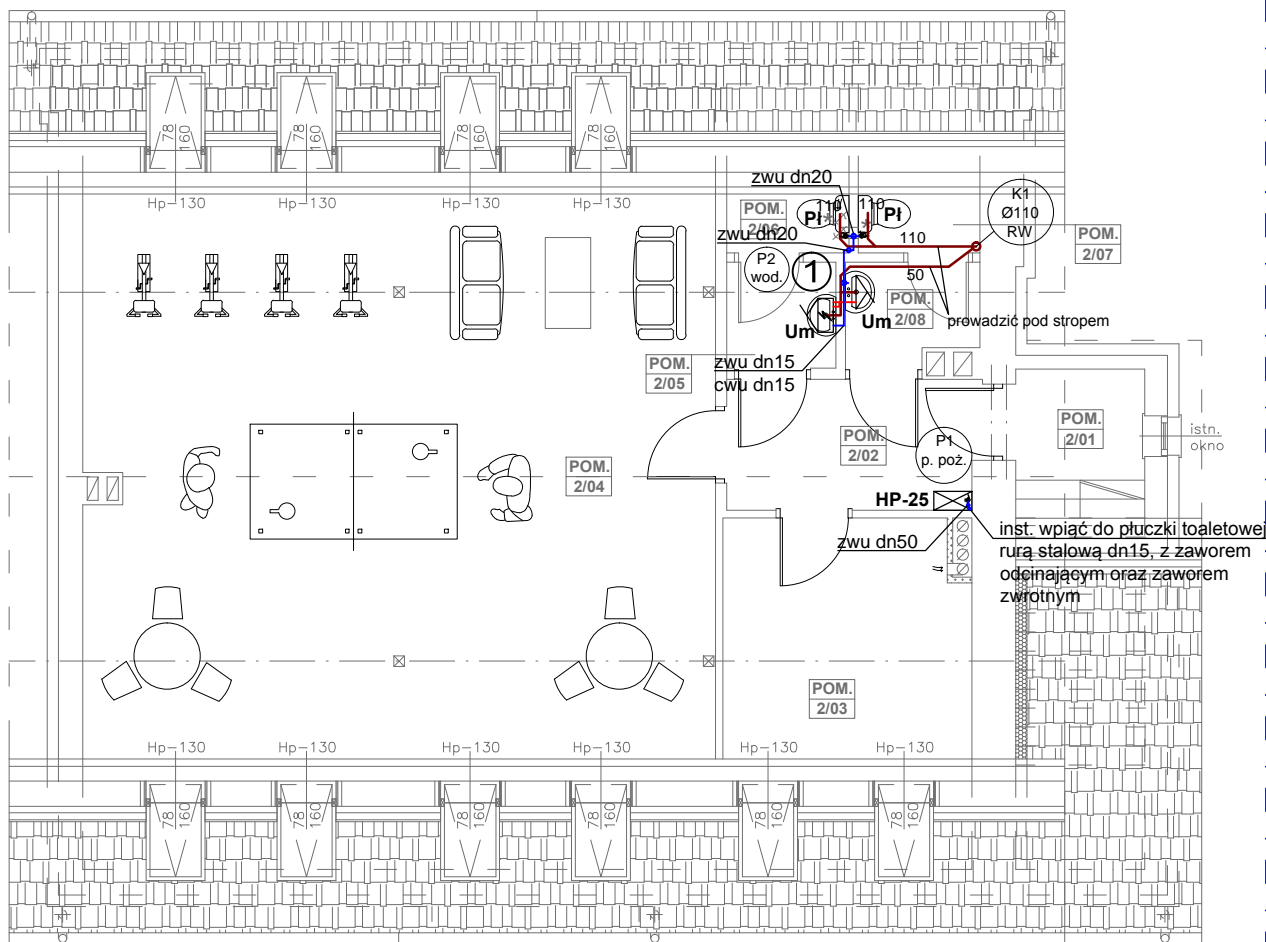 78
160
78
160
78
160
78
160
Hp-130
Hp-130
Hp-130
Hp-130
zwu dn20
POM.
2/06
Pł
110
110
Pł
K1
Ø110
RW
zwu dn20
110
POM.
2/07
P2
wod.
1
50
POM.
2/08
Um
Um
prowadzić pod stropem
POM.
2/05
zwu dn15
cwu dn15
POM.
2/01
istn.
okno
POM.
2/02
P1
p. poż.
POM.
2/04
HP-25
zwu dn50
inst. wpiąć do płuczki toaletowej
rurą stalową dn15, z zaworem
odcinającym oraz zaworem
zwrotnym
POM.
2/03
Hp-130
Hp-130
Hp-130
Hp-130
Hp-130
Hp-130
78
160
78
160
78
160
78
160
78
160
78
160